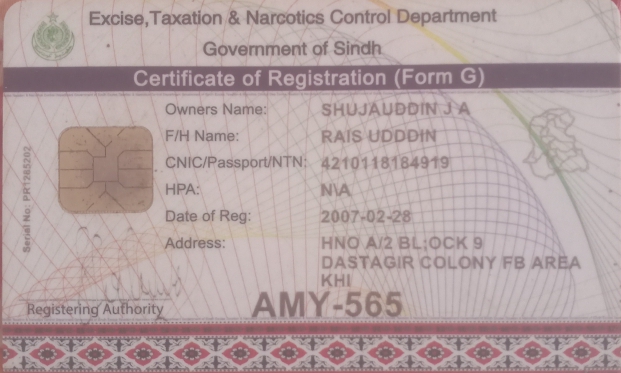 Excise,Taxation & Narcotics Control Department
Government of Sindh
Certificate of Registration (Form G)
Owners Name: SHUJAUDDIN J A
F/H Name: RAIS UDDDIN
CNIC/Passport/NTN: 4210118184919
HPA: N\A
Date of Reg: 2007-02-28
Address: HNO A/2 BL;OCK 9
DASTAGIR COLONY FB AREA
KHI
Serial No: PR1265202
Registering Authority
AMY-565